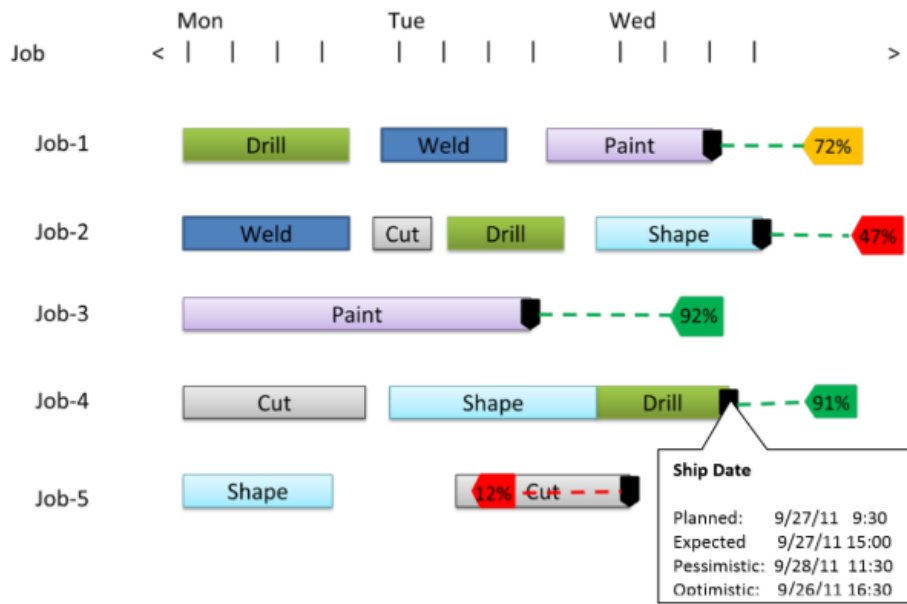 Mon Tue Wed
Job < | | | | | | | | | | | | >
Job-1 Drill Weld Paint 72%
Job-2 Weld Cut Drill Shape 47%
Job-3 Paint 92%
Job-4 Cut Shape Drill 91%
Job-5 Shape 12% Cut
Ship Date
Planned: 9/27/11 9:30
Expected 9/27/11 15:00
Pessimistic: 9/28/11 11:30
Optimistic: 9/26/11 16:30